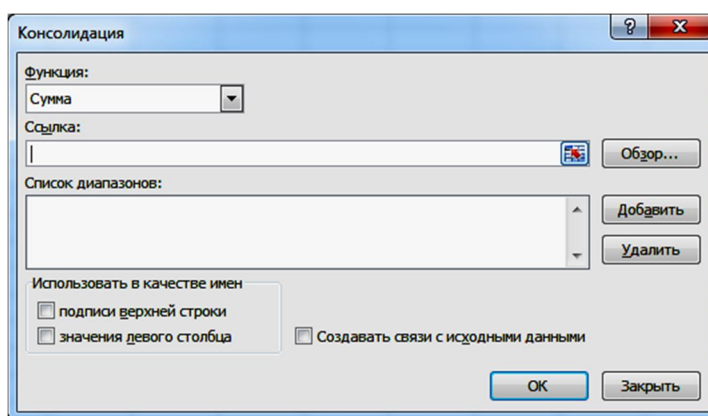 Консолидация
Функция:
Сумма
Ссылка:
Обзор...
Список диапазонов:
Добавить
Удалить
Использовать в качестве имен
подписи верхней строки
значения левого столбца
Создавать связи с исходными данными
ОК
Закрыть